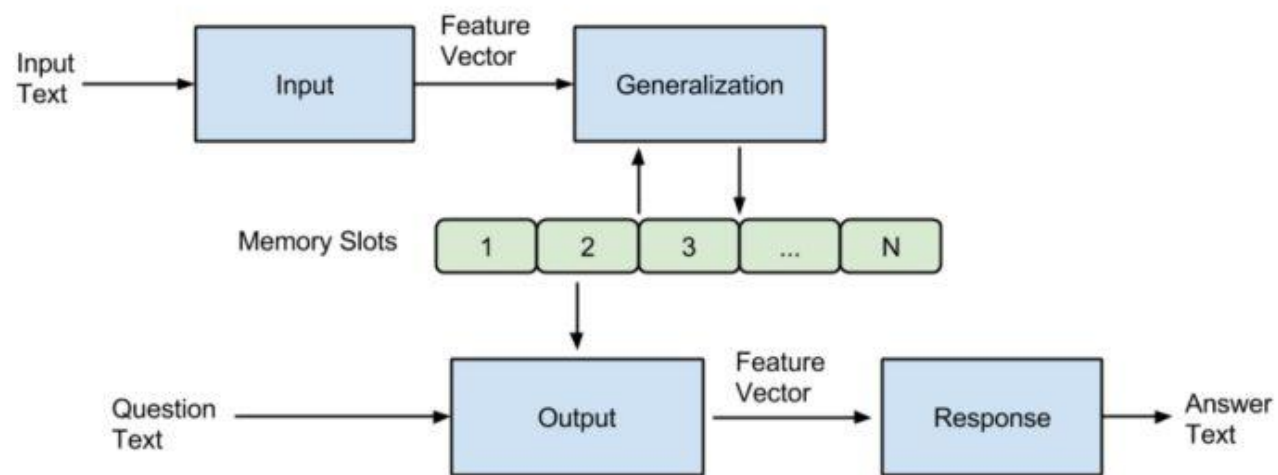 Input
Text
Input
Feature
Vector
Generalization
Memory Slots
1
2
3
...
N
Question
Text
Output
Feature
Vector
Response
Answer
Text